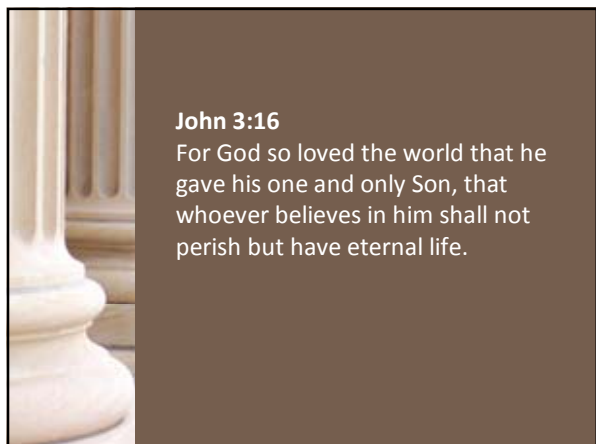 John 3:16
For God so loved the world that he
gave his one and only Son, that
whoever believes in him shall not
perish but have eternal life.